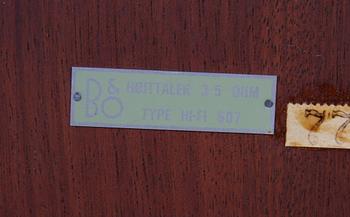 B&O
HØJTTALER 3-5 OHM
TYPE HI-FI 607